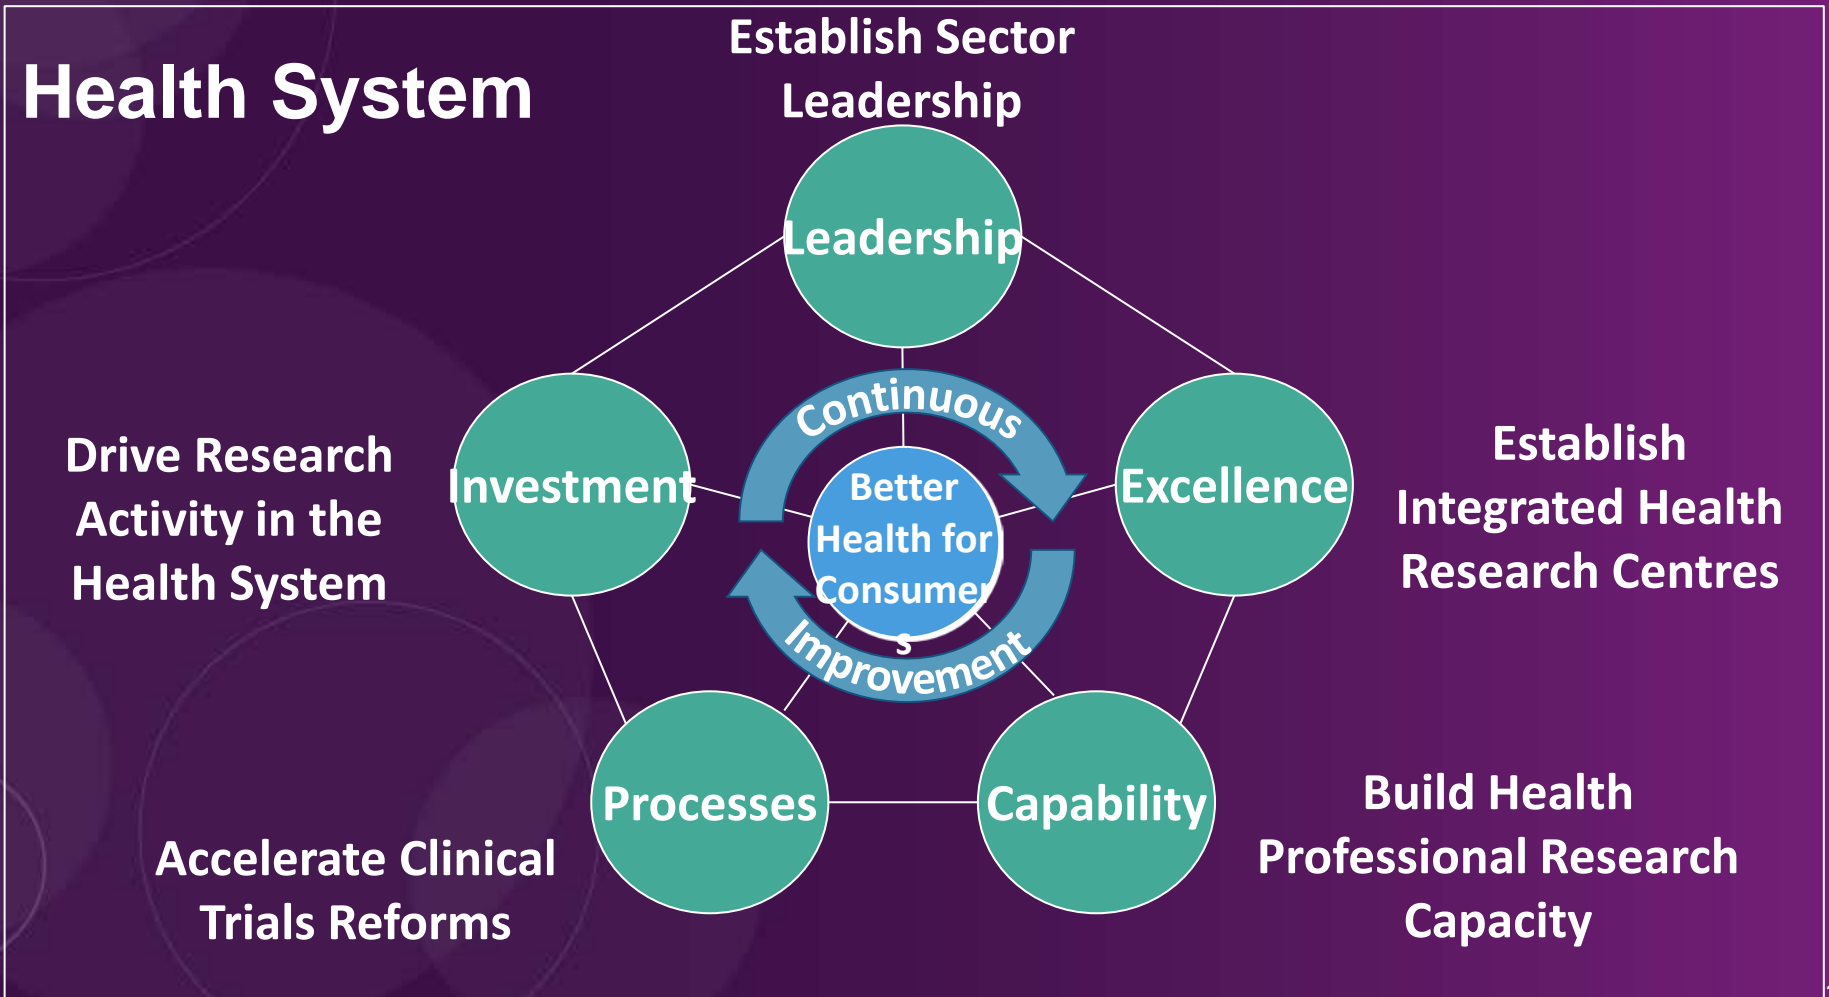 Health System
Establish Sector
Leadership
Leadership
Continuous
Investment
Excellence
Better
Health for
Consumer
s
Improvement
Drive Research
Activity in the
Health System
Establish
Integrated Health
Research Centres
Processes
Capability
Accelerate Clinical
Trials Reforms
Build Health
Professional Research
Capacity